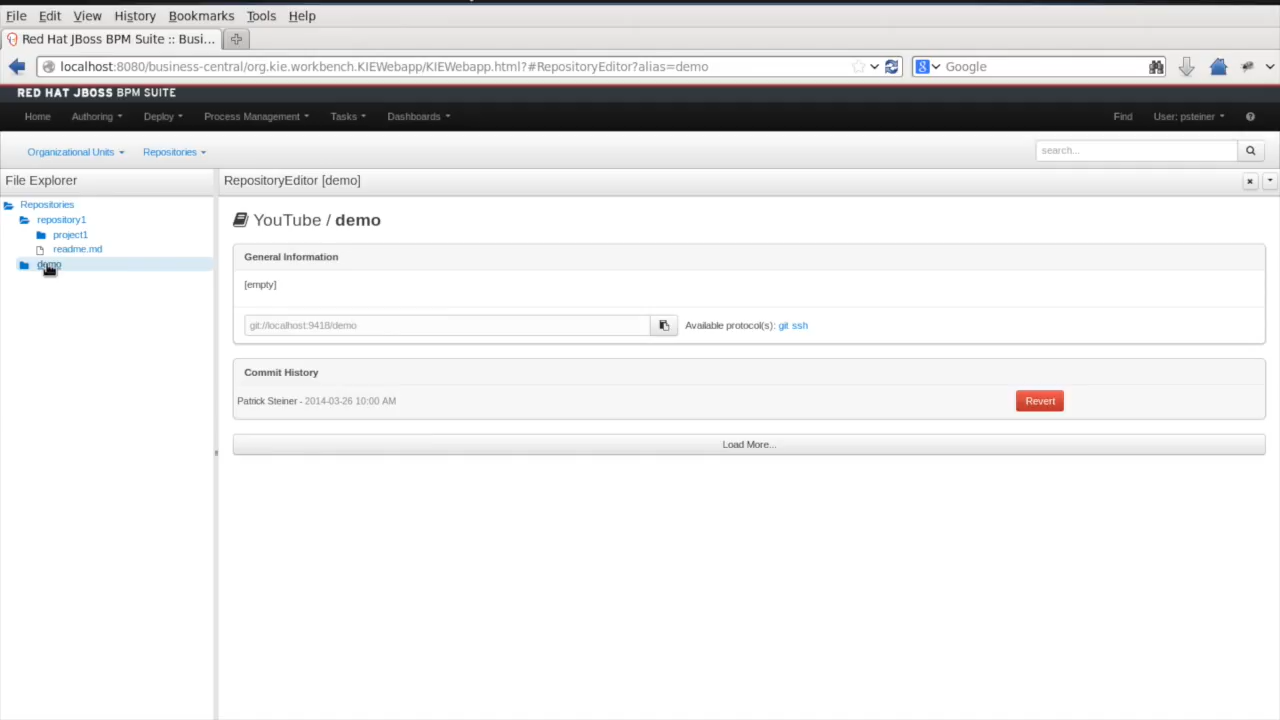 File Edit View History Bookmarks Tools Help
Red Hat JBoss BPM Suite :: Busi...
localhost:8080/business-central/org.kie.workbench.KIEWebapp/KIEWebapp.html?#RepositoryEditor?alias=demo
Google
RED HAT JBOSS BPM SUITE
Home Authoring Deploy Process Management Tasks Dashboards Find User: psteiner
Organizational Units Repositories search...
File Explorer
RepositoryEditor [demo]
Repositories
repository1
project1
readme.md
demo
YouTube / demo
General Information
[empty]
git://localhost:9418/demo Available protocol(s): git ssh
Commit History
Patrick Steiner - 2014-03-26 10:00 AM Revert
Load More...